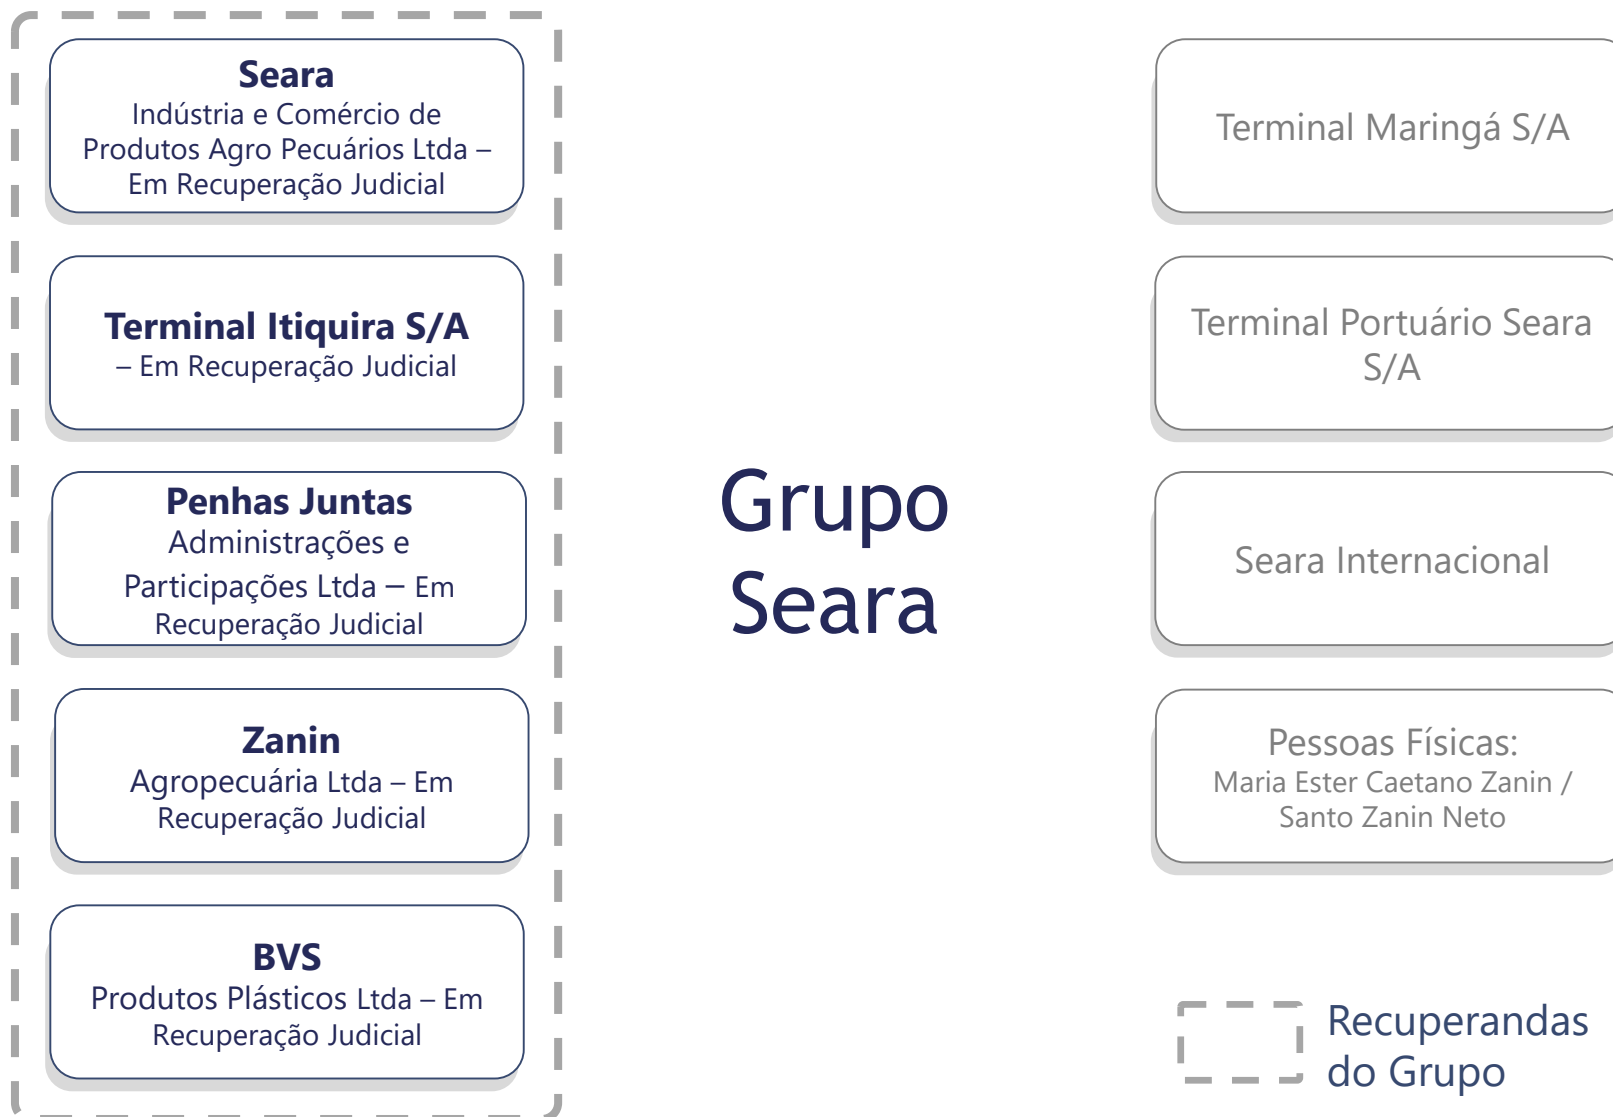 Seara
Indústria e Comércio de
Produtos Agro Pecuários Ltda –
Em Recuperação Judicial
Terminal Itiquira S/A
– Em Recuperação Judicial
Penhas Juntas
Administrações e
Participações Ltda – Em
Recuperação Judicial
Zanin
Agropecuária Ltda – Em
Recuperação Judicial
BVS
Produtos Plásticos Ltda – Em
Recuperação Judicial
Grupo
Seara
Terminal Maringá S/A
Terminal Portuário Seara
S/A
Seara Internacional
Pessoas Físicas:
Maria Ester Caetano Zanin /
Santo Zanin Neto
Recuperandas
do Grupo